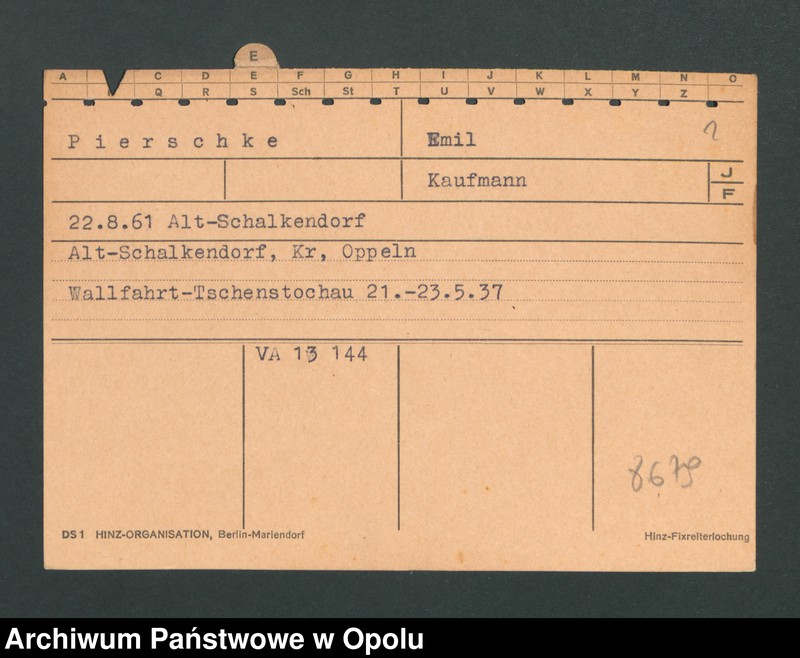 E
A C D E F G H I J K L M N O
Q R S Sch St T U V W X Y Z
Pierschke Emil 2
Kaufmann J
F
22.8.61 Alt-Schalkendorf
Alt-Schalkendorf, Kr, Oppeln
Wallfahrt-Tschenstochau 21.-23.5.37
VA 13 144
8679
DS1 HINZ-ORGANISATION, Berlin-Mariendorf Hinz-Fixreiterlochung
Archiwum Państwowe w Opolu